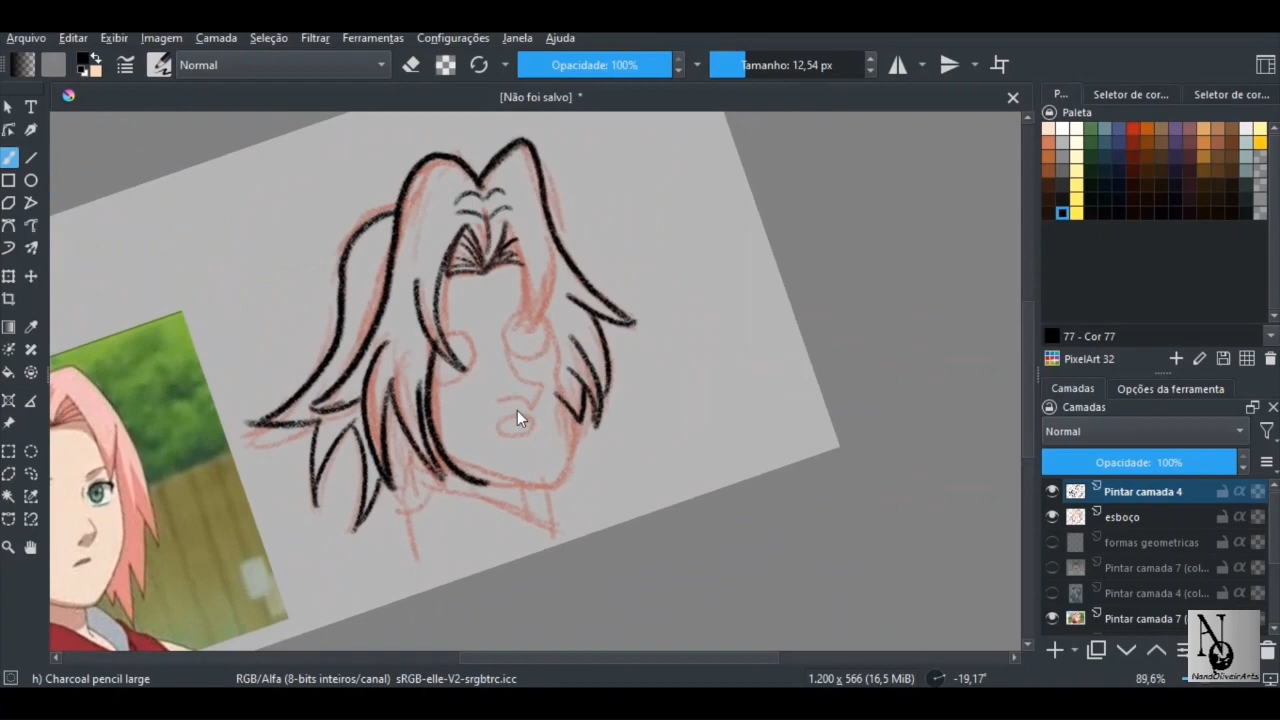 Arquivo Editar Exibir Imagem Camada Seleção Filtrar Ferramentas Configurações Janela Ajuda
Normal Opacidade: 100% Tamanho: 12,54 px
[Não foi salvo] *
P... Seletor de cor... Seletor de cor...
Paleta
77 - Cor 77
PixelArt 32
Camadas Opções da ferramenta
Camadas
Normal
Opacidade: 100%
Pintar camada 4
esboço
formas geometricas
Pintar camada 7 (col...
Pintar camada 4 (col...
Pintar camada 7 (
NanoOliveirArts
h) Charcoal pencil large RGB/Alfa (8-bits inteiros/canal) sRGB-elle-V2-srgbtrc.icc 1.200 x 566 (16,5 MiB) -19,17° 89,6%